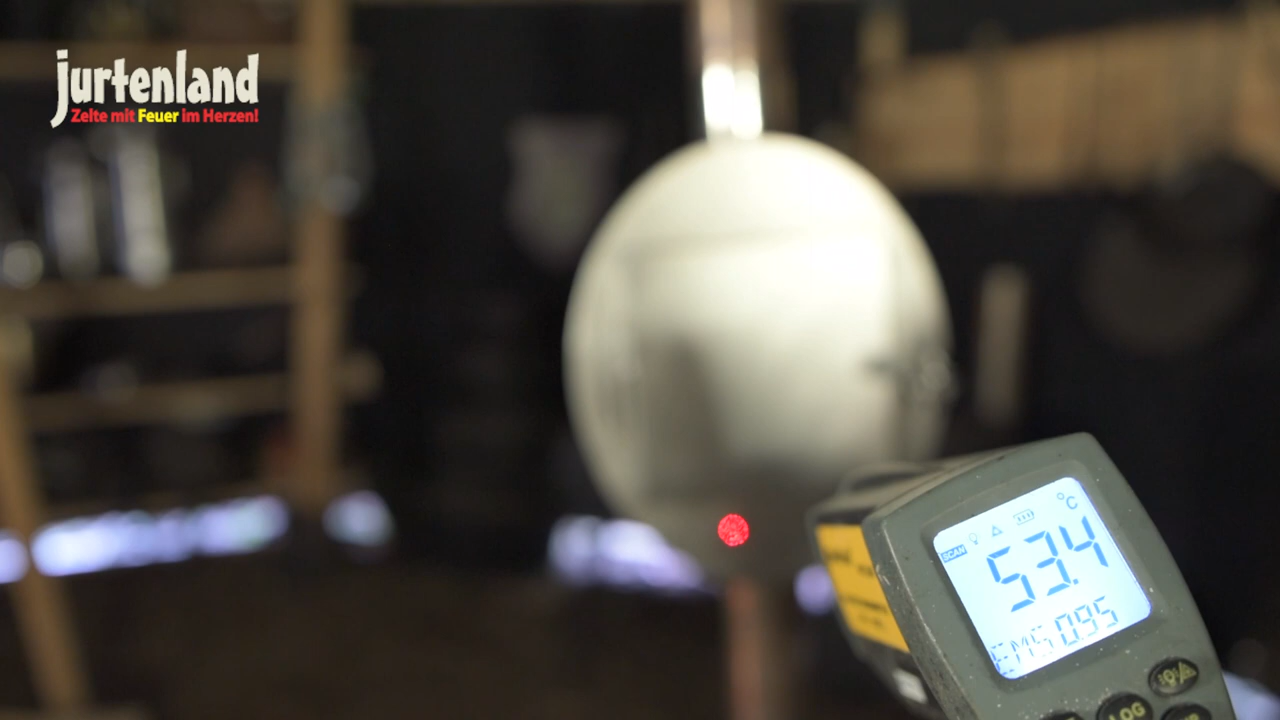 jurtenland
Zelte mit Feuer im Herzen!
°C
SCAN
53.4
EMS 0.95
LOG